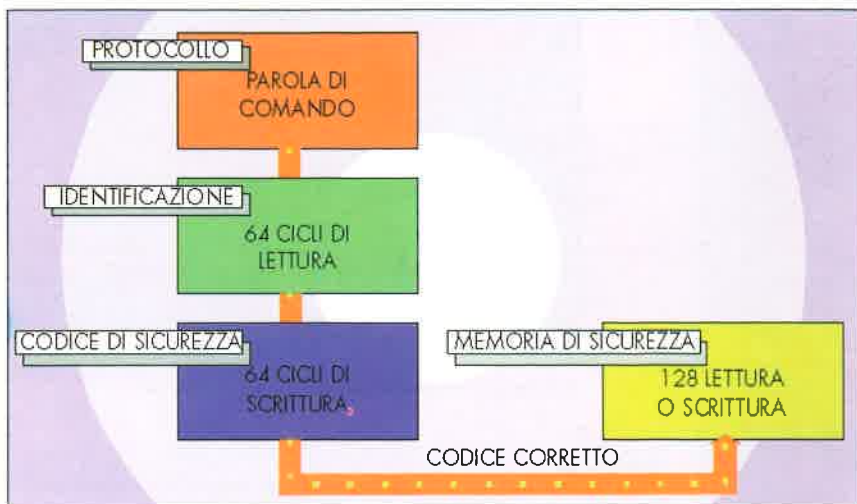 PROTOCOLLO
PAROLA DI
COMANDO
IDENTIFICAZIONE
64 CICLI DI
LETTURA
CODICE DI SICUREZZA
64 CICLI DI
SCRITTURA
MEMORIA DI SICUREZZA
128 LETTURA
O SCRITTURA
CODICE CORRETTO